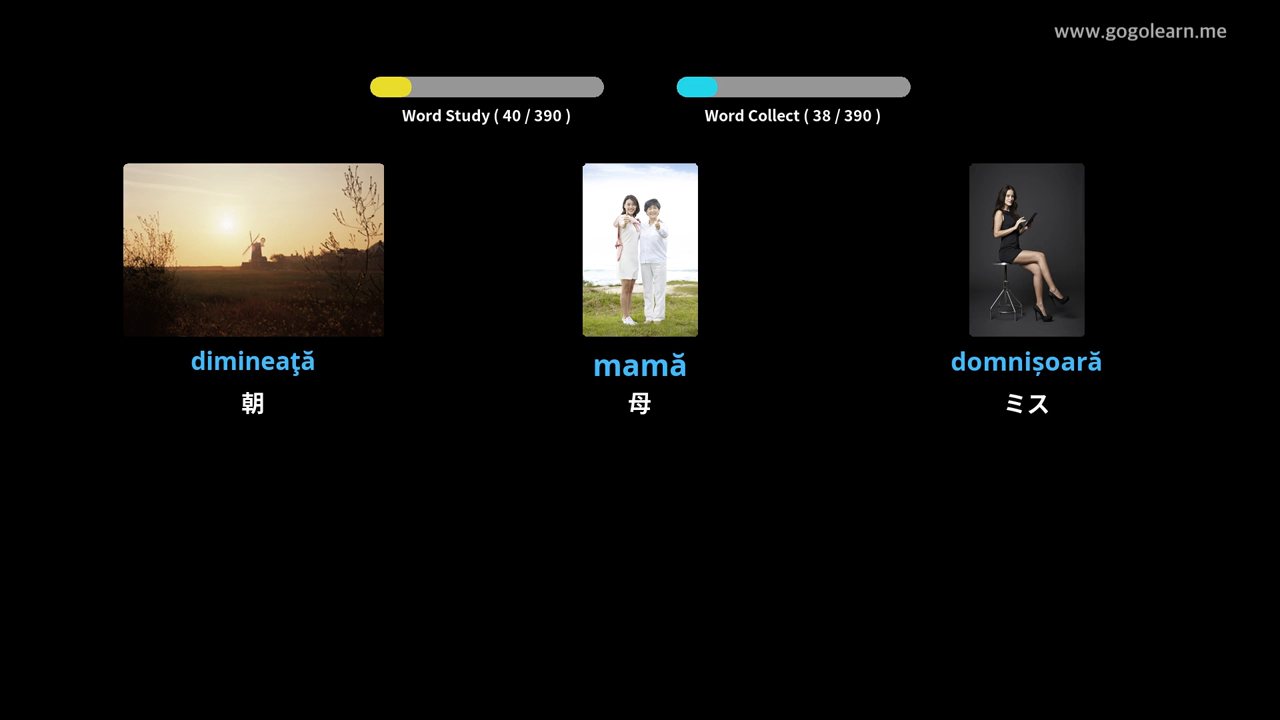 www.gogolearn.me
Word Study ( 40 / 390 )
Word Collect ( 38 / 390 )
dimineaţă
mamă
domnișoară
朝
母
ミス